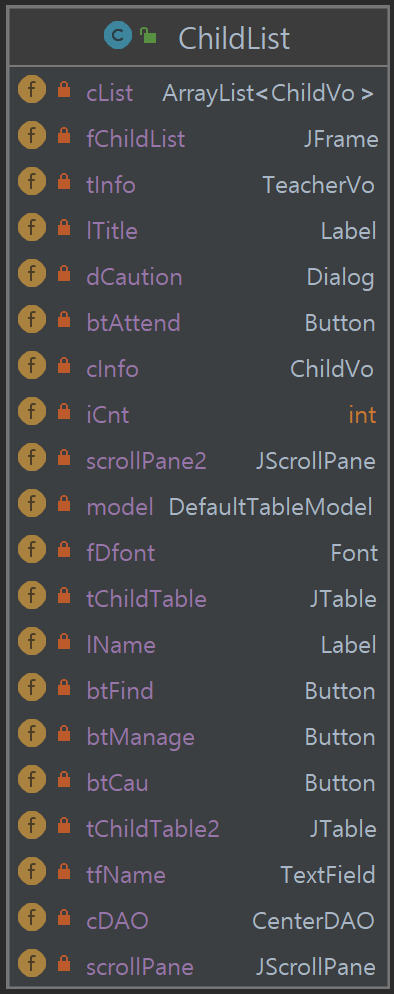 C ChildList
f cList ArrayList<ChildVo>
f fChildList JFrame
f tInfo TeacherVo
f lTitle Label
f dCaution Dialog
f btAttend Button
f cInfo ChildVo
f iCnt int
f scrollPane2 JScrollPane
f model DefaultTableModel
f fDfont Font
f tChildTable JTable
f lName Label
f btFind Button
f btManage Button
f btCau Button
f tChildTable2 JTable
f tfName TextField
f cDAO CenterDAO
f scrollPane JScrollPane